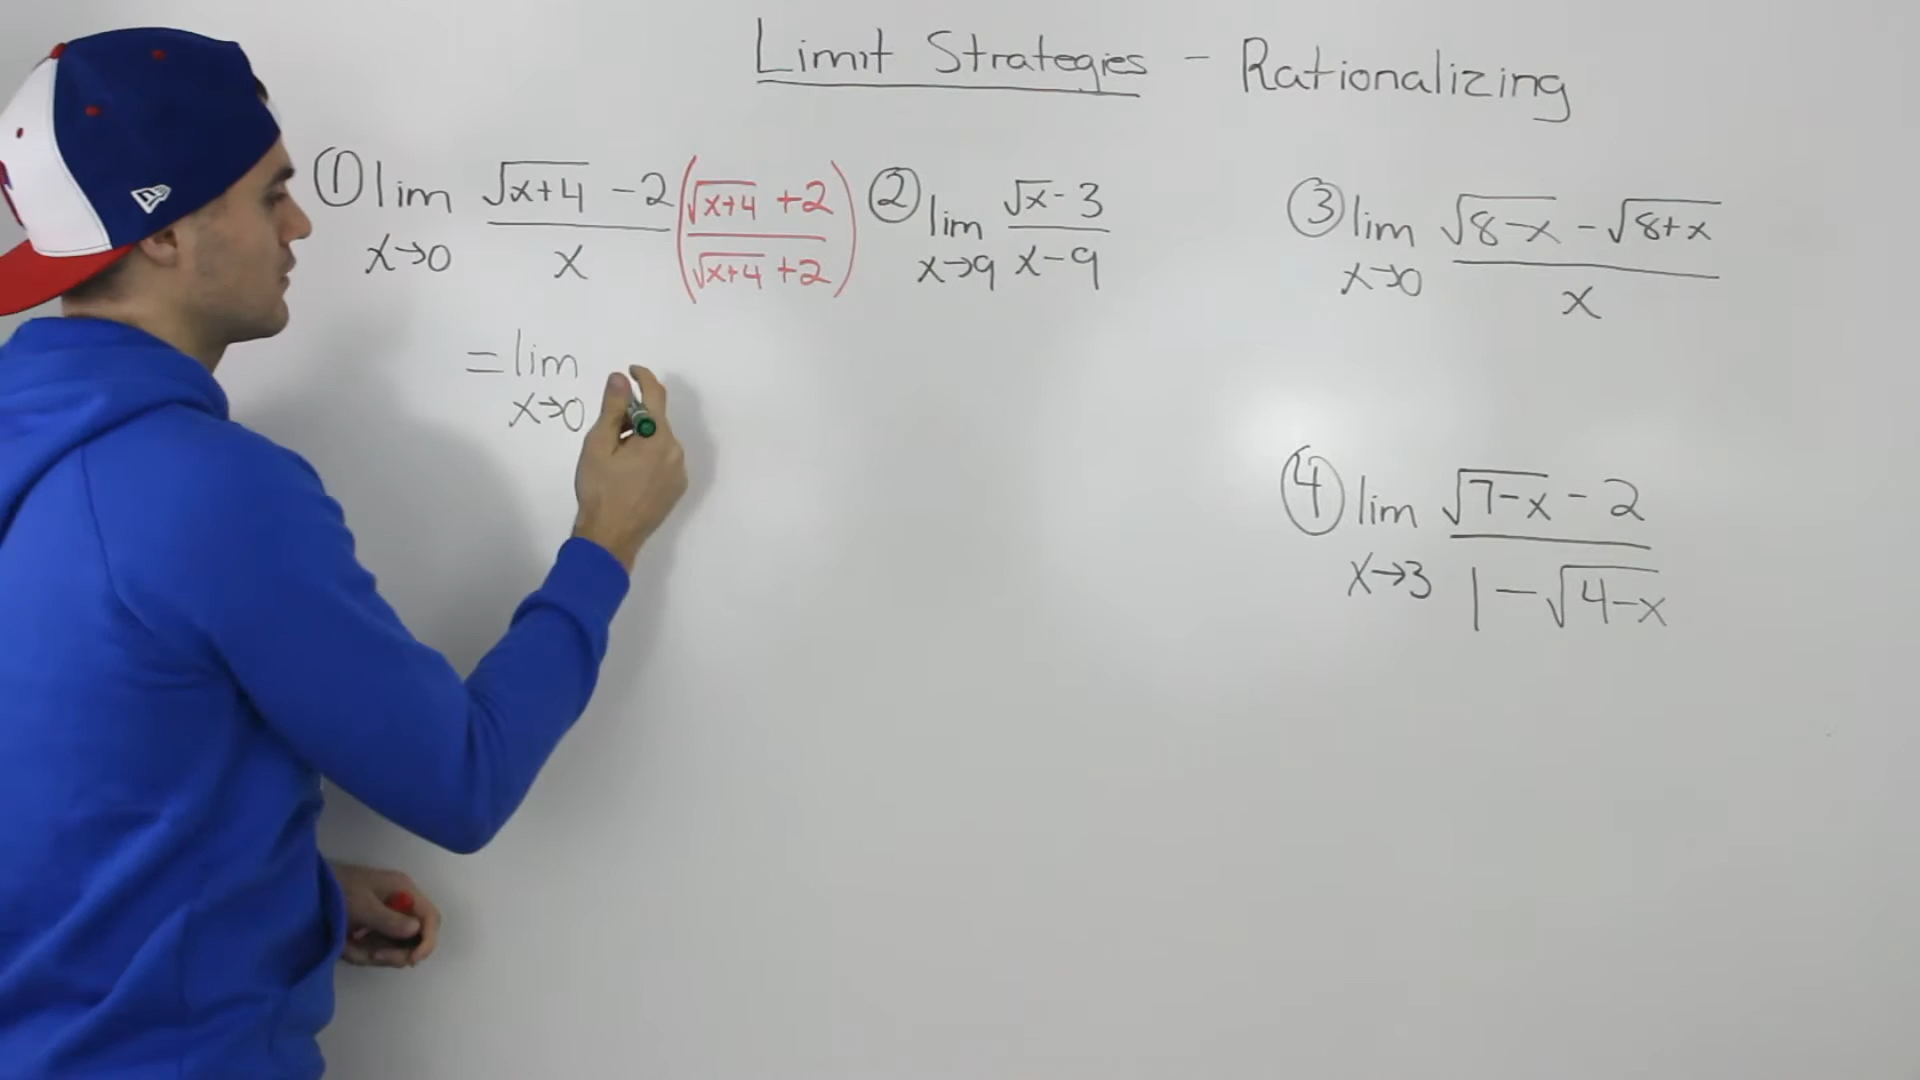 Limit Strategies - Rationalizing
① lim x→0 (√(x+4) - 2)/x ((√(x+4) + 2)/(√(x+4) + 2))
= lim x→0
② lim x→9 (√x - 3)/(x - 9)
③ lim x→0 (√(8-x) - √(8+x))/x
④ lim x→3 (√(7-x) - 2)/(1 - √(4-x))